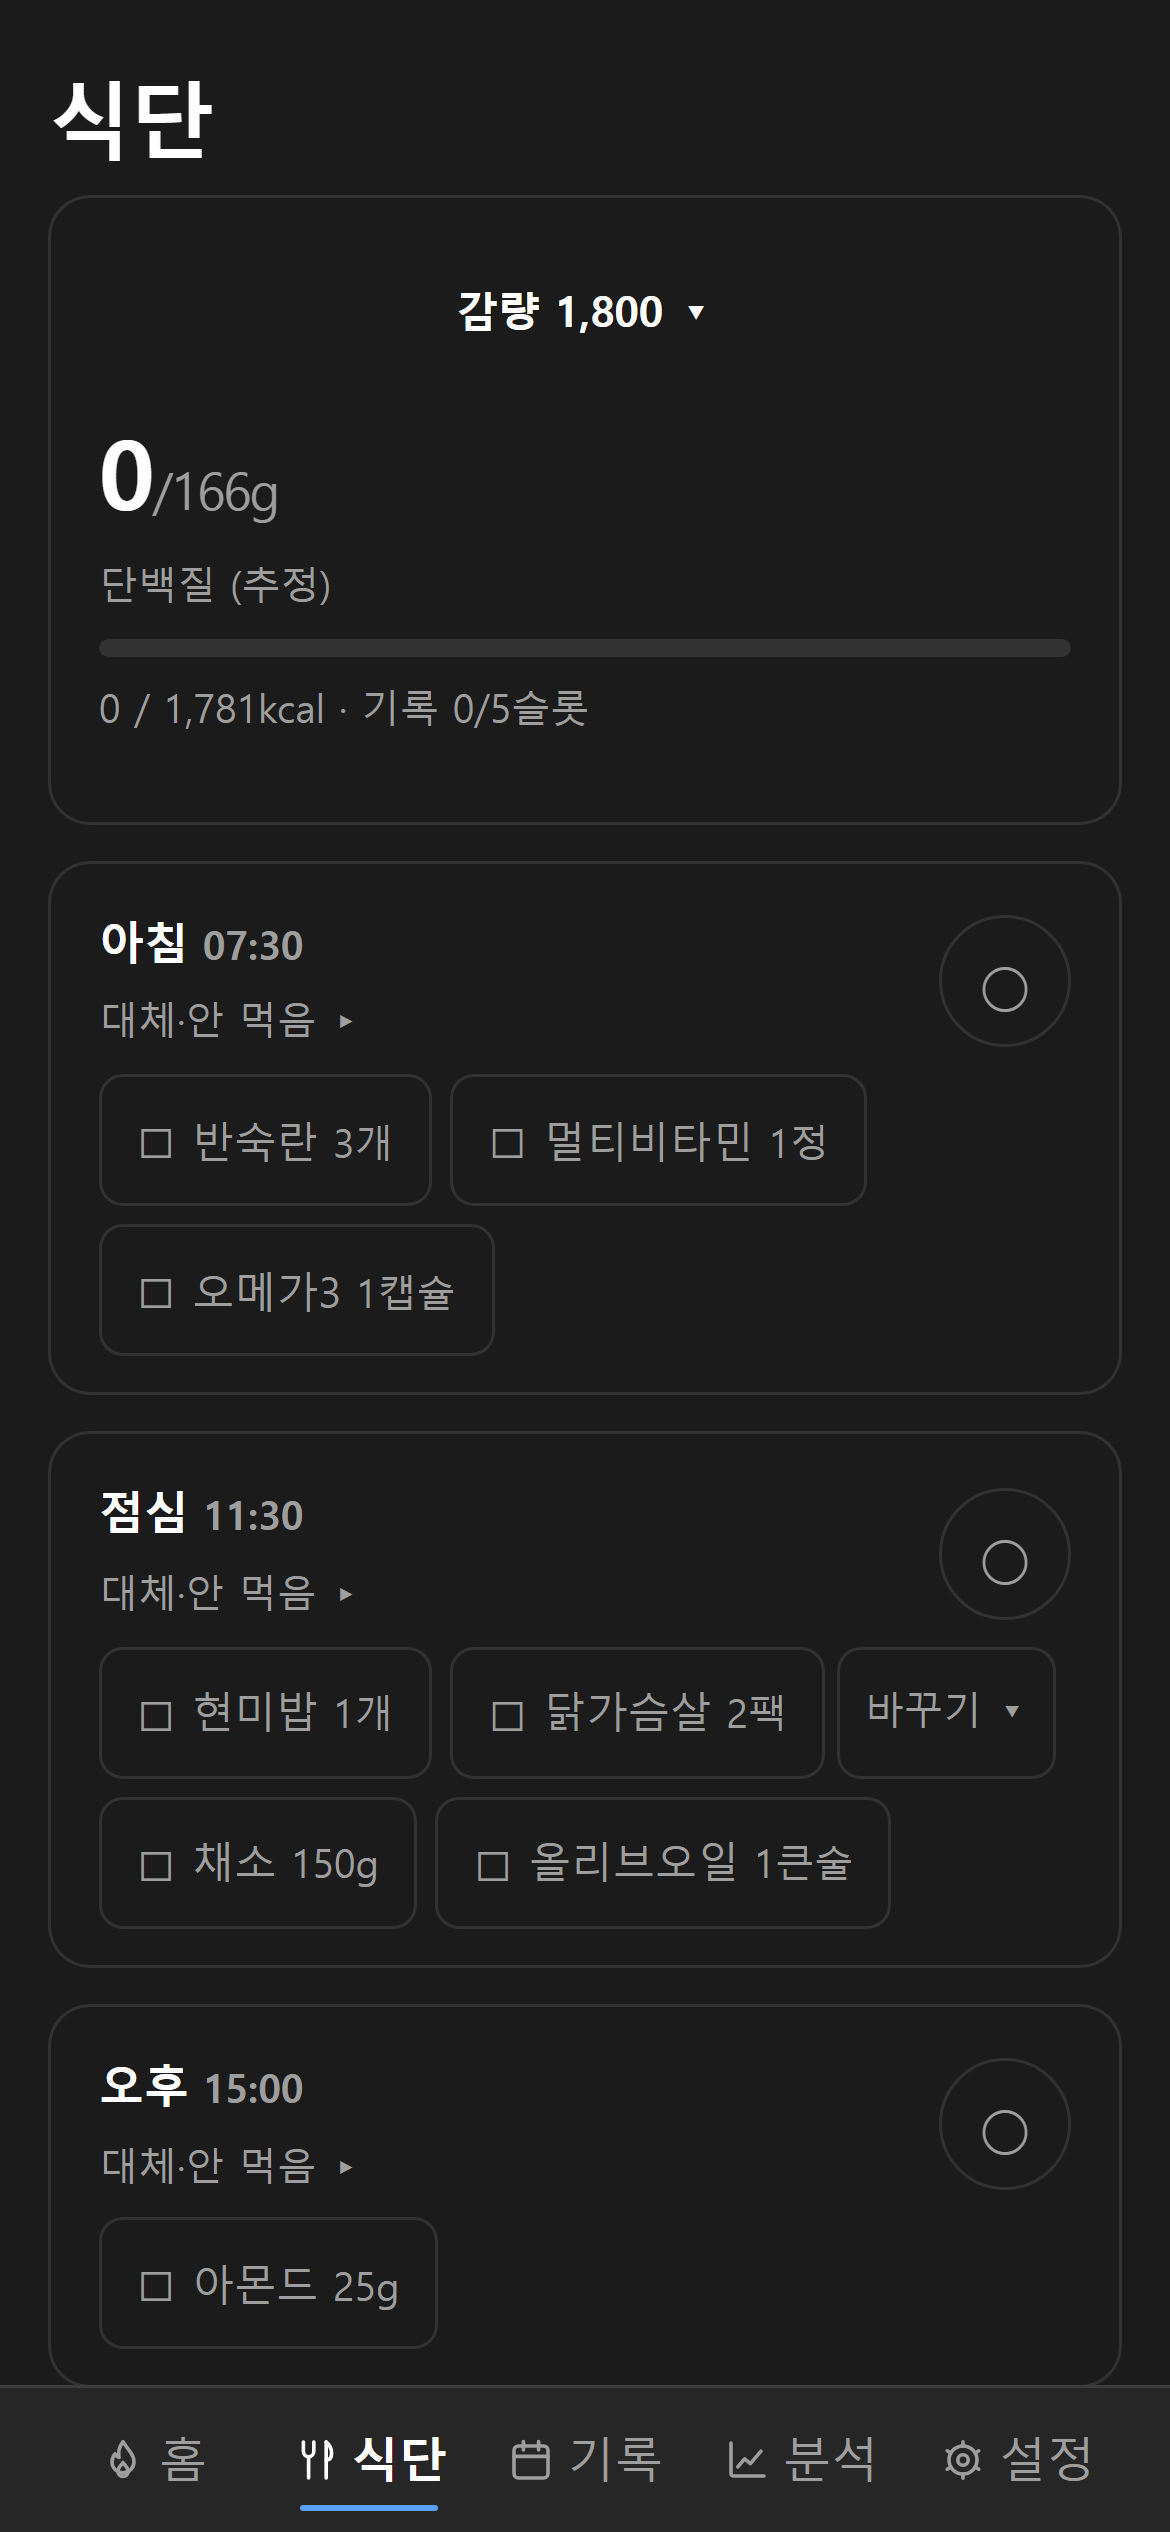 식단
감량 1,800 ▼
0/166g
단백질 (추정)
0 / 1,781kcal · 기록 0/5슬롯
아침 07:30
대체·안 먹음 ▸
□ 반숙란 3개
□ 멀티비타민 1정
□ 오메가3 1캡슐
점심 11:30
대체·안 먹음 ▸
□ 현미밥 1개
□ 닭가슴살 2팩
바꾸기 ▾
□ 채소 150g
□ 올리브오일 1큰술
오후 15:00
대체·안 먹음 ▸
□ 아몬드 25g
홈
식단
기록
분석
설정